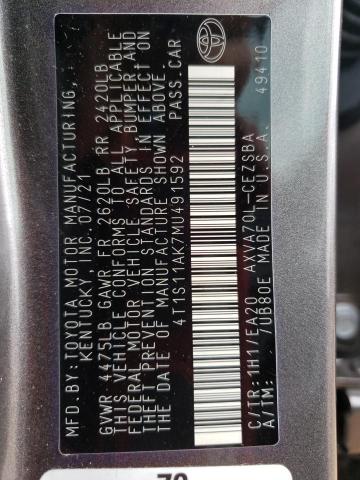 MFD.BY:TOYOTA MOTOR MANUFACTURING,
KENTUCKY, INC. 07/21
GVWR 4475LB GAWR FR 2620LB RR 2420LB
THIS VEHICLE CONFORMS TO ALL APPLICABLE
FEDERAL MOTOR VEHICLE SAFETY BUMPER AND
THEFT PREVENTION STANDARDS IN EFFECT ON
THE DATE OF MANUFACTURE SHOWN ABOVE.
4T1S11AK7MU491592 PASS.CAR
C/TR:1H1/EA20 AXVA70L-CEZSBA
A/TM: / 70B80E MADE IN U.S.A. 49410